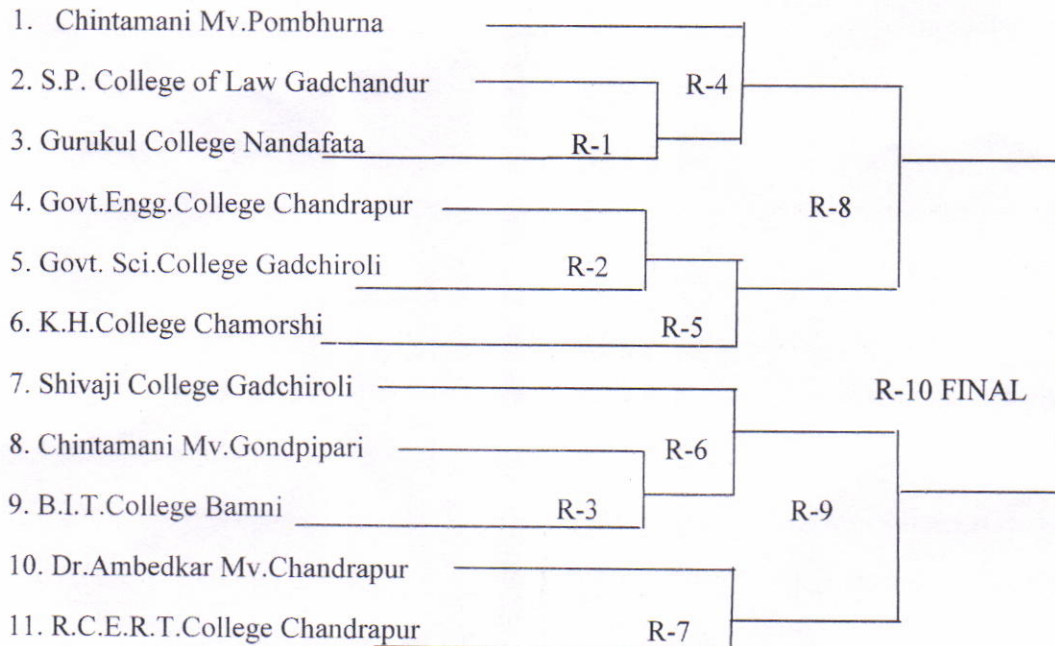 1. Chintamani Mv.Pombhurna
2. S.P. College of Law Gadchandur
R-4
3. Gurukul College Nandafata
R-1
4. Govt.Engg.College Chandrapur
R-8
5. Govt. Sci.College Gadchiroli
R-2
6. K.H.College Chamorshi
R-5
7. Shivaji College Gadchiroli
R-10 FINAL
8. Chintamani Mv.Gondpipari
R-6
9. B.I.T.College Bamni
R-3
R-9
10. Dr.Ambedkar Mv.Chandrapur
11. R.C.E.R.T.College Chandrapur
R-7